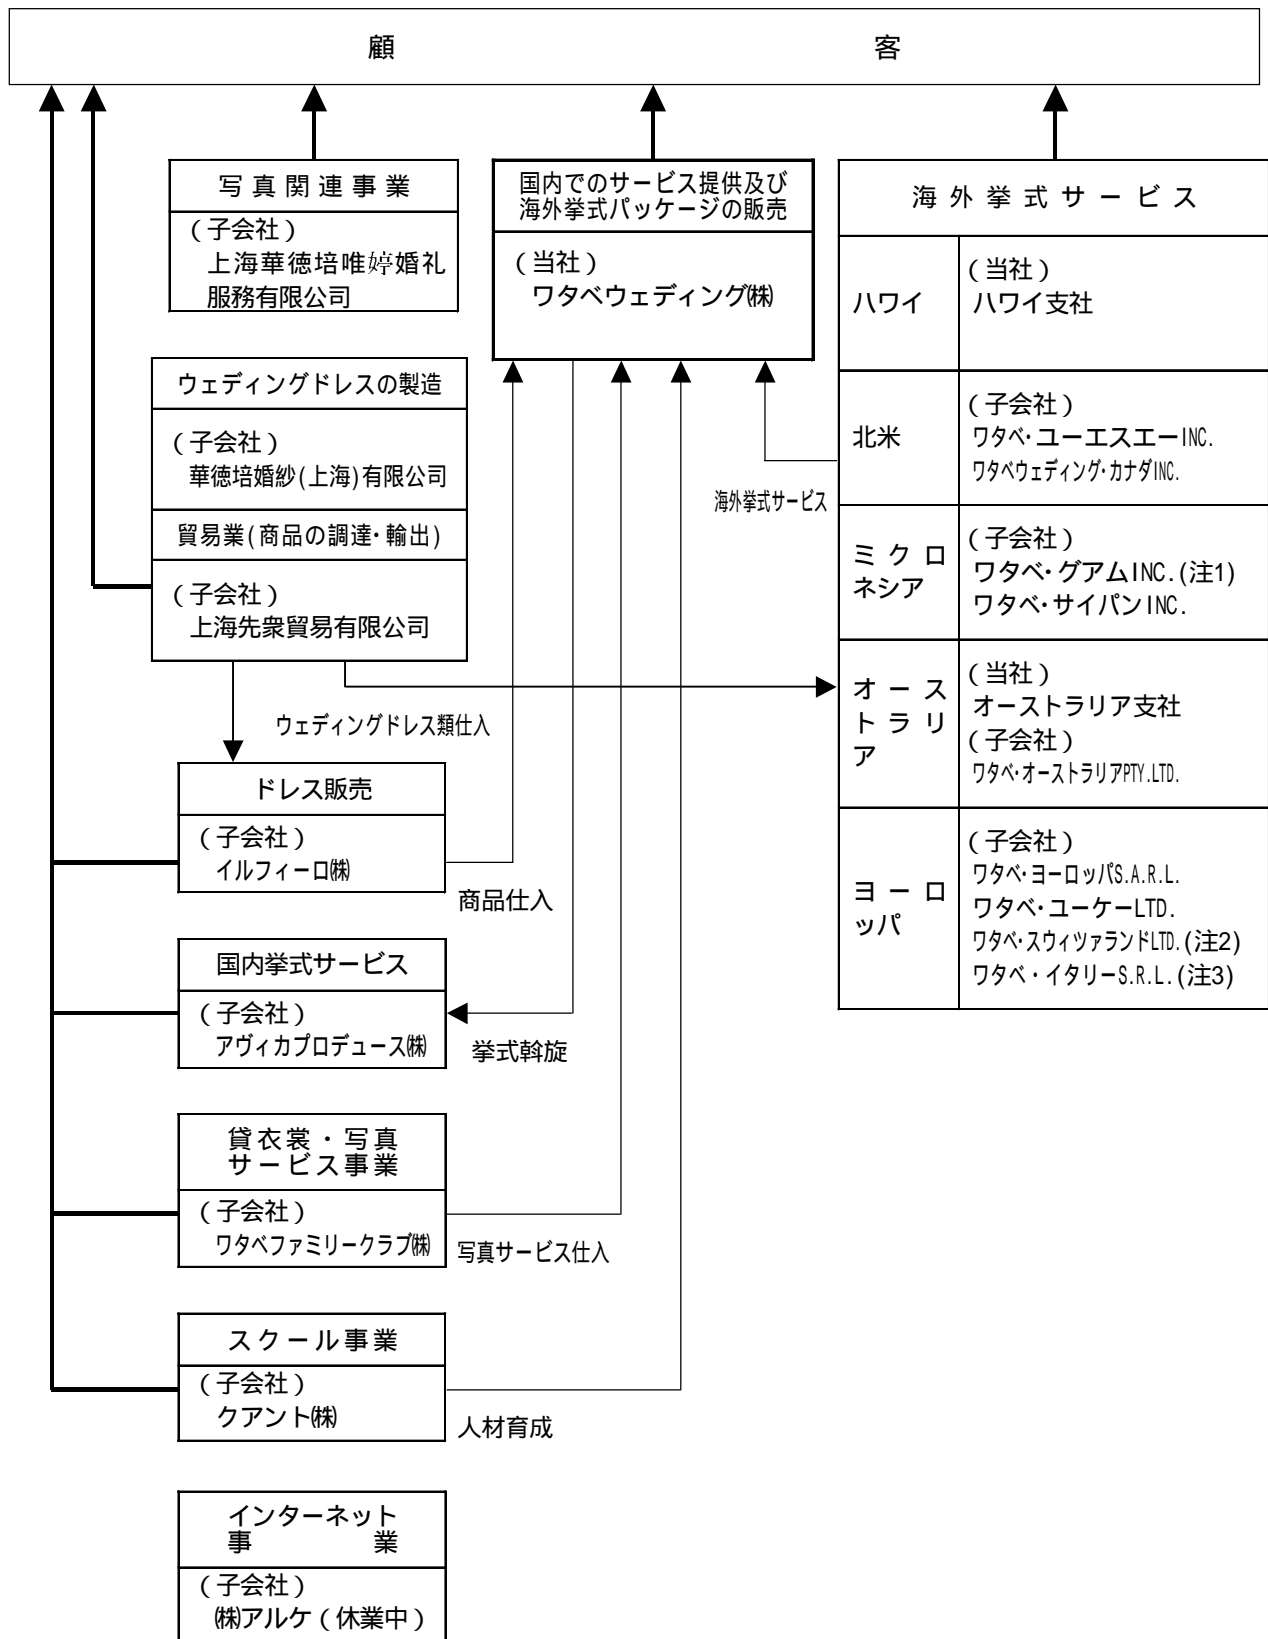 顧客
写真関連事業
(子会社)
上海華徳培唯婷婚礼
服務有限公司
国内でのサービス提供及び
海外挙式パッケージの販売
(当社)
ワタベウェディング㈱
海外挙式サービス
ハワイ
(当社)
ハワイ支社
北米
(子会社)
ワタベ・ユーエスエーINC.
ワタベウェディング・カナダINC.
ミクロ
ネシア
(子会社)
ワタベ・グアムINC.(注1)
ワタベ・サイパンINC.
オース
トラリ
ア
(当社)
オーストラリア支社
(子会社)
ワタベ・オーストラリアPTY.LTD.
ヨーロ
ッパ
(子会社)
ワタベ・ヨーロッパS.A.R.L.
ワタベ・ユーケーLTD.
ワタベ・スウィツァランドLTD.(注2)
ワタベ・イタリーS.R.L.(注3)
海外挙式サービス
ウェディングドレスの製造
(子会社)
華徳培婚紗(上海)有限公司
貿易業(商品の調達・輸出)
(子会社)
上海先衆貿易有限公司
ウェディングドレス類仕入
ドレス販売
(子会社)
イルフィーロ㈱
商品仕入
国内挙式サービス
(子会社)
アヴィカプロデュース㈱
挙式斡旋
貸衣裳・写真
サービス事業
(子会社)
ワタベファミリークラブ㈱
写真サービス仕入
スクール事業
(子会社)
クアント㈱
人材育成
インターネット
事業
(子会社)
㈱アルケ(休業中)